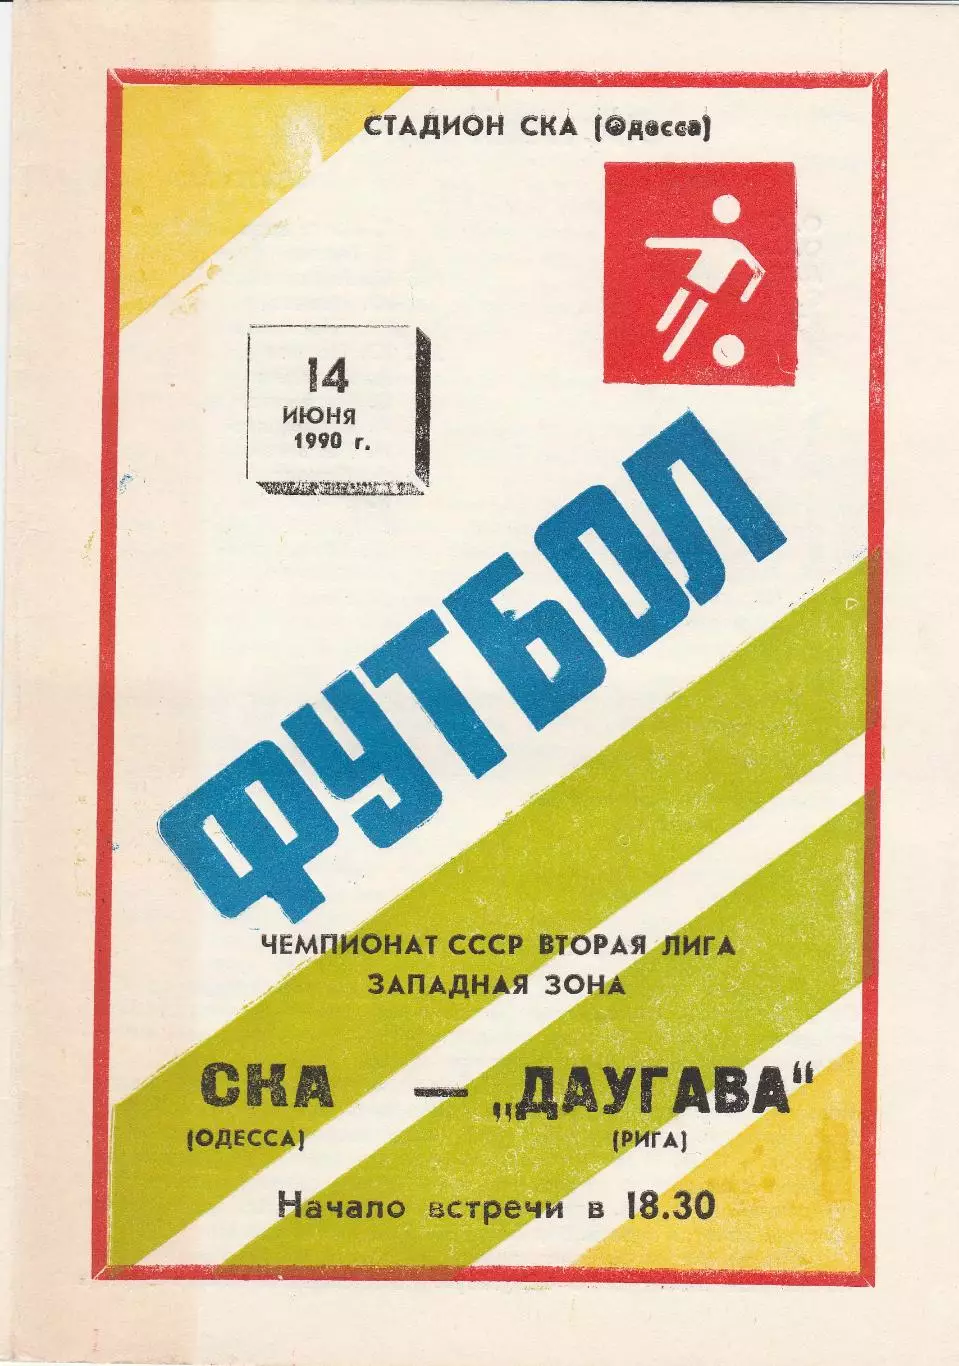 СТАДИОН СКА (Одесса)
14
ИЮНЯ
1990 г.
ФУТБОЛ
ЧЕМПИОНАТ СССР ВТОРАЯ ЛИГА
ЗАПАДНАЯ ЗОНА
СКА — „ДАУГАВА"
(ОДЕССА) (РИГА)
Начало встречи в 18.30